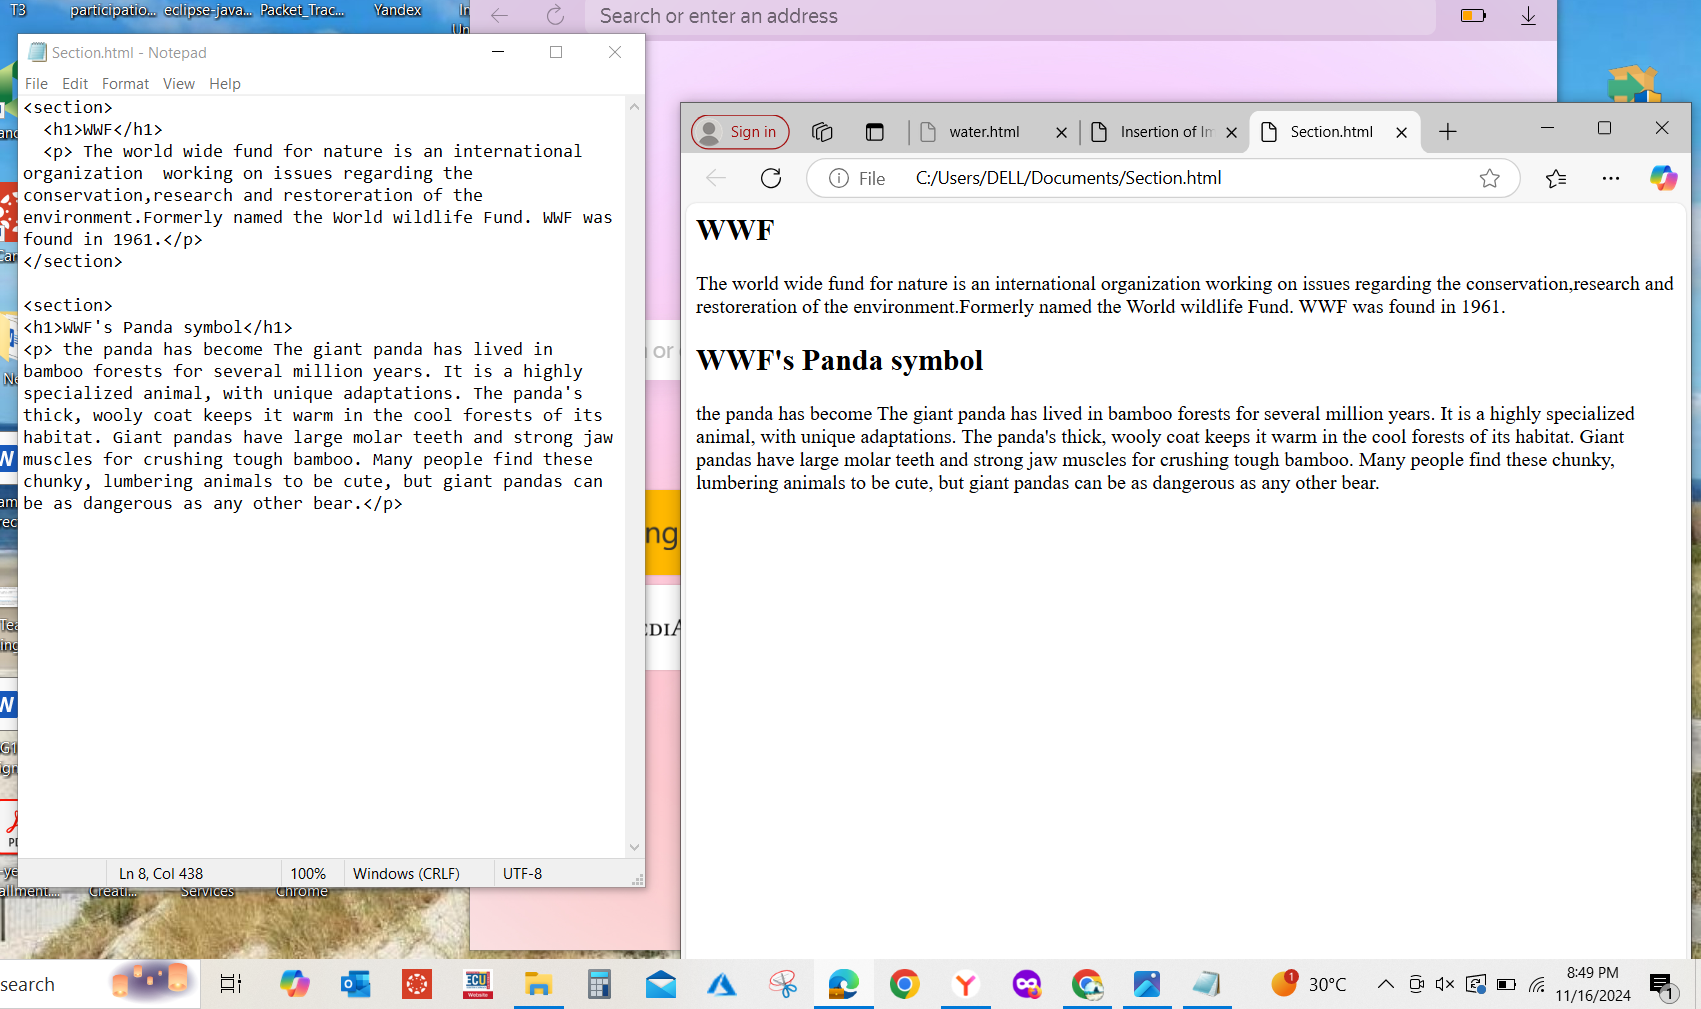 T3
participatio...
eclipse-java...
Packet_Trac...
Yandex
Search or enter an address
Section.html - Notepad
File Edit Format View Help
<section>
<h1>WWF</h1>
<p> The world wide fund for nature is an international
organization  working on issues regarding the
conservation,research and restoreration of the
environment.Formerly named the World wildlife Fund. WWF was
found in 1961.</p>
</section>
<section>
<h1>WWF's Panda symbol</h1>
<p> the panda has become The giant panda has lived in
bamboo forests for several million years. It is a highly
specialized animal, with unique adaptations. The panda's
thick, wooly coat keeps it warm in the cool forests of its
habitat. Giant pandas have large molar teeth and strong jaw
muscles for crushing tough bamboo. Many people find these
chunky, lumbering animals to be cute, but giant pandas can
be as dangerous as any other bear.</p>
Ln 8, Col 438
100%
Windows (CRLF)
UTF-8
Creati...
Services
Chrome
Sign in
water.html
Insertion of Im
Section.html
File C:/Users/DELL/Documents/Section.html
WWF
The world wide fund for nature is an international organization working on issues regarding the conservation,research and
restoreration of the environment.Formerly named the World wildlife Fund. WWF was found in 1961.
WWF's Panda symbol
the panda has become The giant panda has lived in bamboo forests for several million years. It is a highly specialized
animal, with unique adaptations. The panda's thick, wooly coat keeps it warm in the cool forests of its habitat. Giant
pandas have large molar teeth and strong jaw muscles for crushing tough bamboo. Many people find these chunky,
lumbering animals to be cute, but giant pandas can be as dangerous as any other bear.
or
ng
search
ECU
Website
1
30°C
8:49 PM
11/16/2024
1